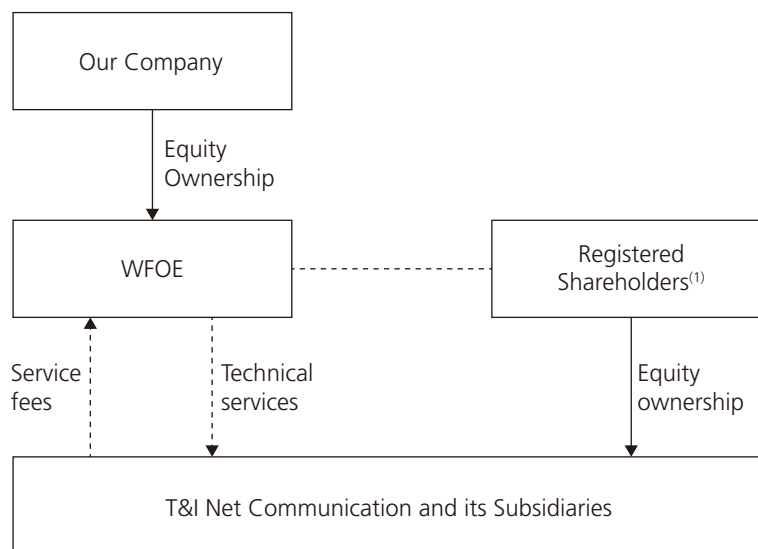 Our Company
Equity
Ownership
WFOE
Registered
Shareholders(1)
Service
fees
Technical
services
Equity
ownership
T&I Net Communication and its Subsidiaries